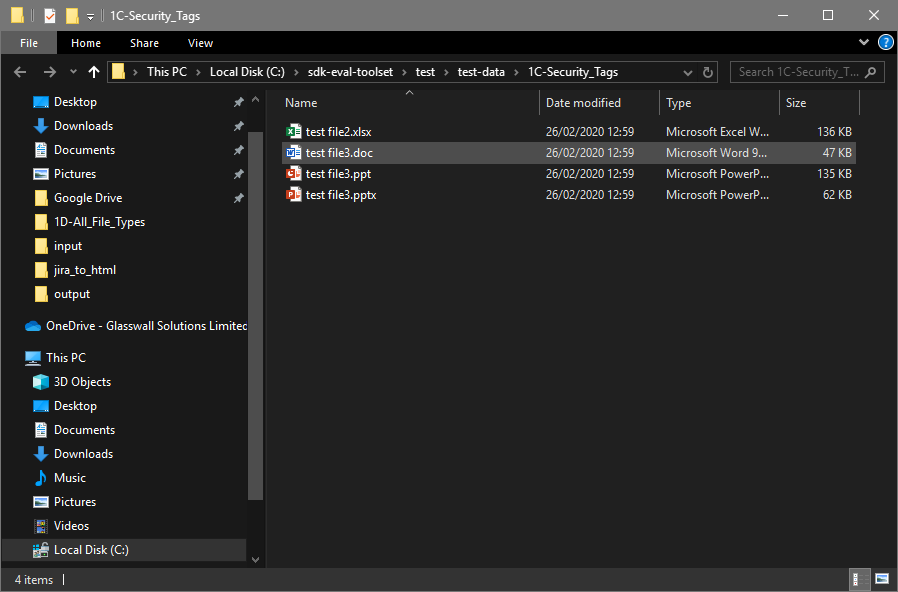 1C-Security_Tags
File Home Share View
This PC Local Disk (C:) sdk-eval-toolset test test-data 1C-Security_Tags
Search 1C-Security_T...
Desktop
Downloads
Documents
Pictures
Google Drive
1D-All_File_Types
input
jira_to_html
output
OneDrive - Glasswall Solutions Limited
This PC
3D Objects
Desktop
Documents
Downloads
Music
Pictures
Videos
Local Disk (C:)
Name Date modified Type Size
test file2.xlsx 26/02/2020 12:59 Microsoft Excel W... 136 KB
test file3.doc 26/02/2020 12:59 Microsoft Word 9... 47 KB
test file3.ppt 26/02/2020 12:59 Microsoft PowerP... 135 KB
test file3.pptx 26/02/2020 12:59 Microsoft PowerP... 62 KB
4 items